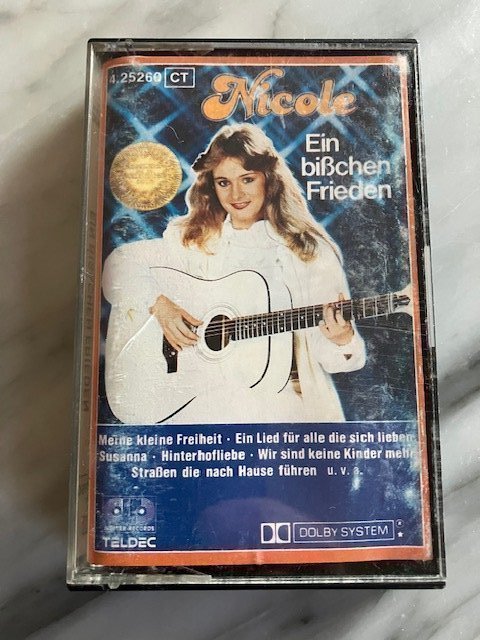 4.25260 CT
Nicole
Ein
bißchen
Frieden
Meine kleine Freiheit · Ein Lied für alle die sich lieben
Susanna · Hinterhofliebe · Wir sind keine Kinder mehr
Straßen die nach Hause führen u. v. a.
JUPITER RECORDS
TELDEC
DOLBY SYSTEM